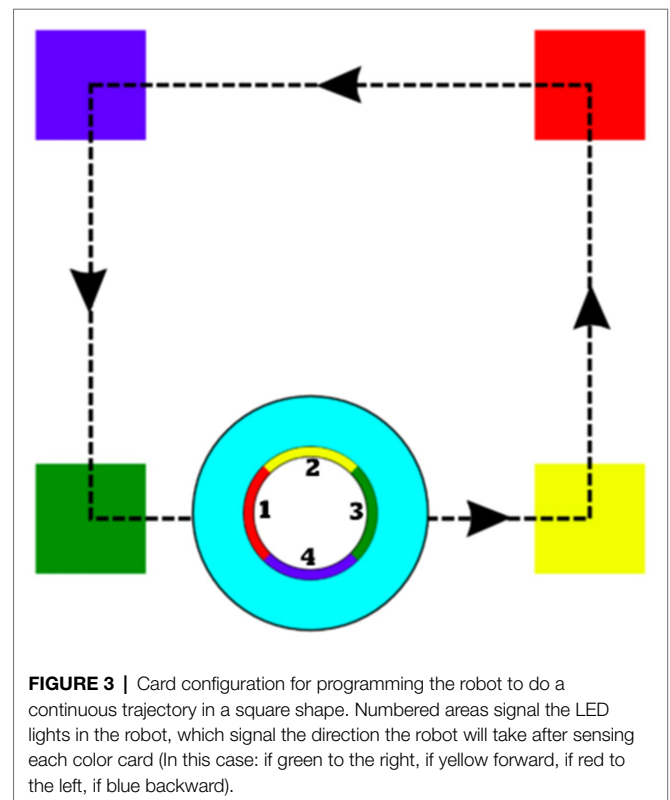 2
1 3
4
FIGURE 3 | Card configuration for programming the robot to do a
continuous trajectory in a square shape. Numbered areas signal the LED
lights in the robot, which signal the direction the robot will take after sensing
each color card (In this case: if green to the right, if yellow forward, if red to
the left, if blue backward).